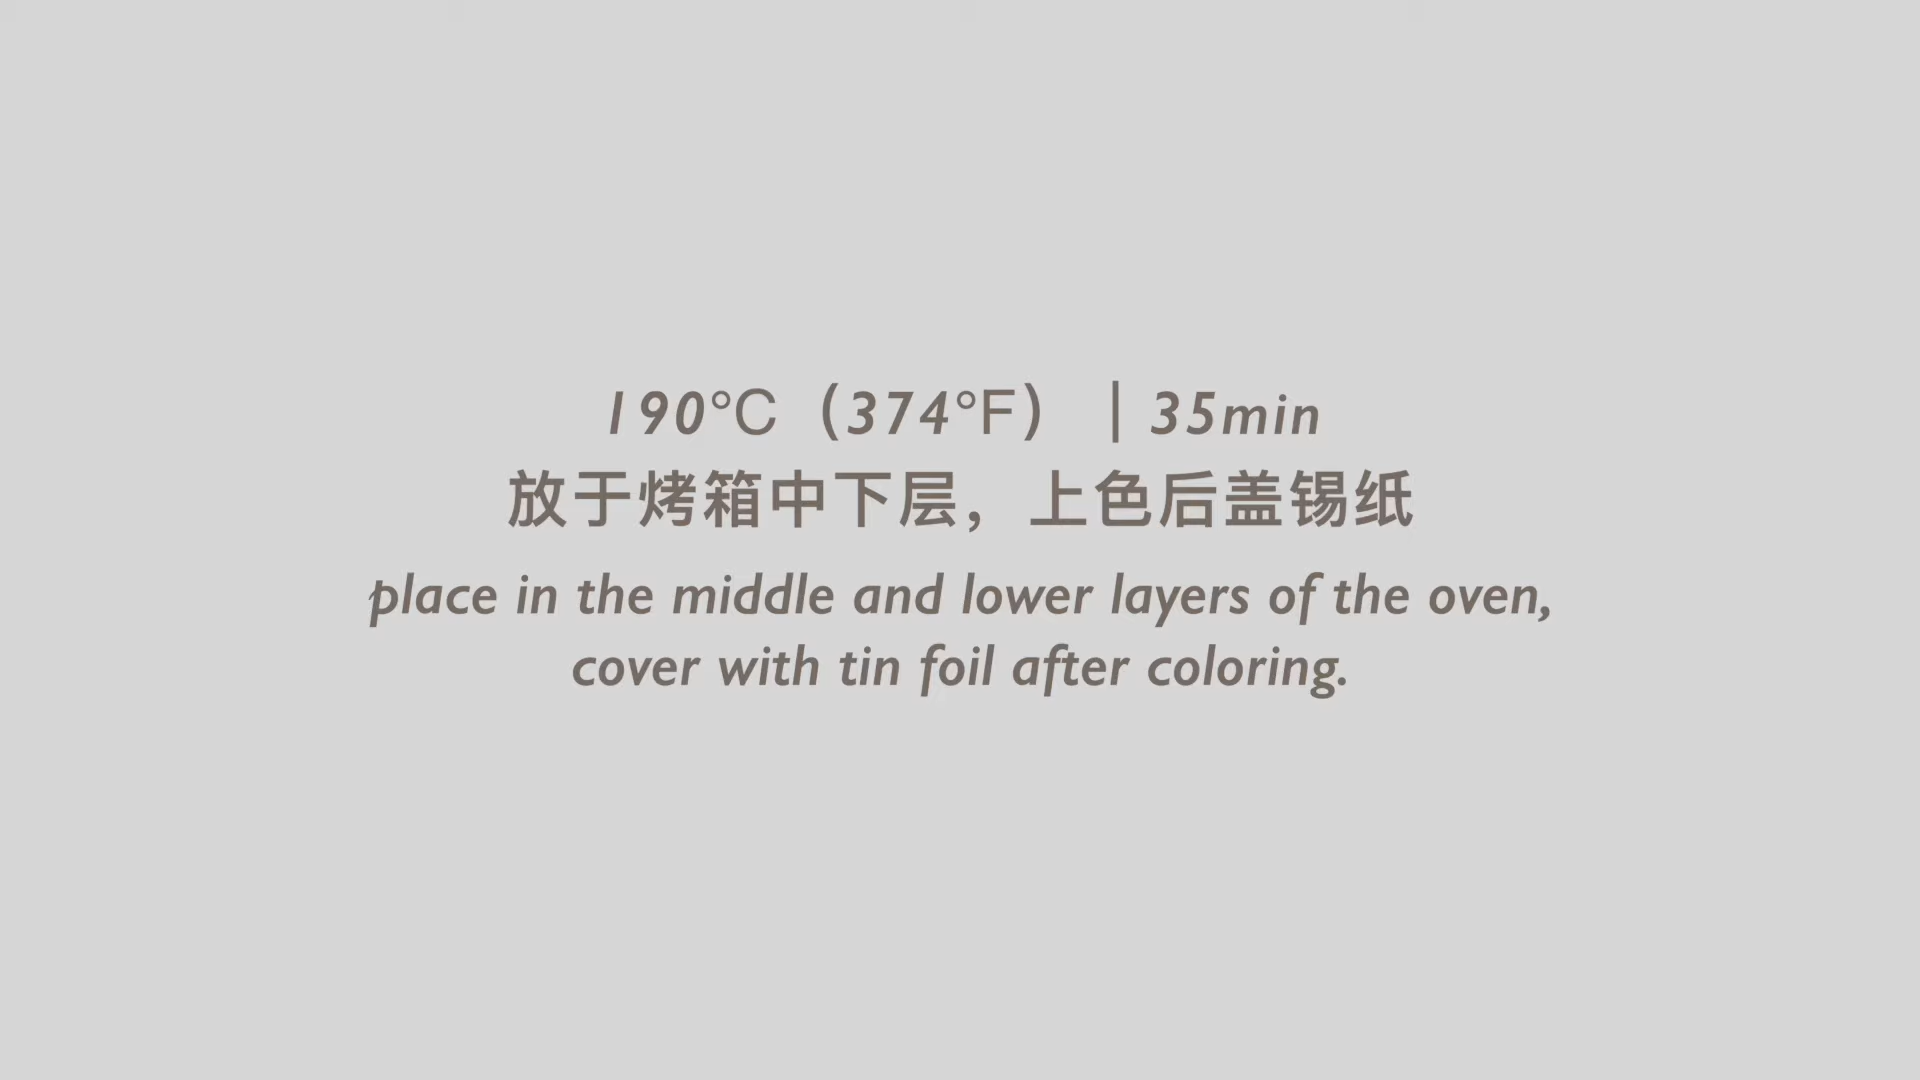 190℃（374℉）｜35min
放于烤箱中下层，上色后盖锡纸
place in the middle and lower layers of the oven,
cover with tin foil after coloring.